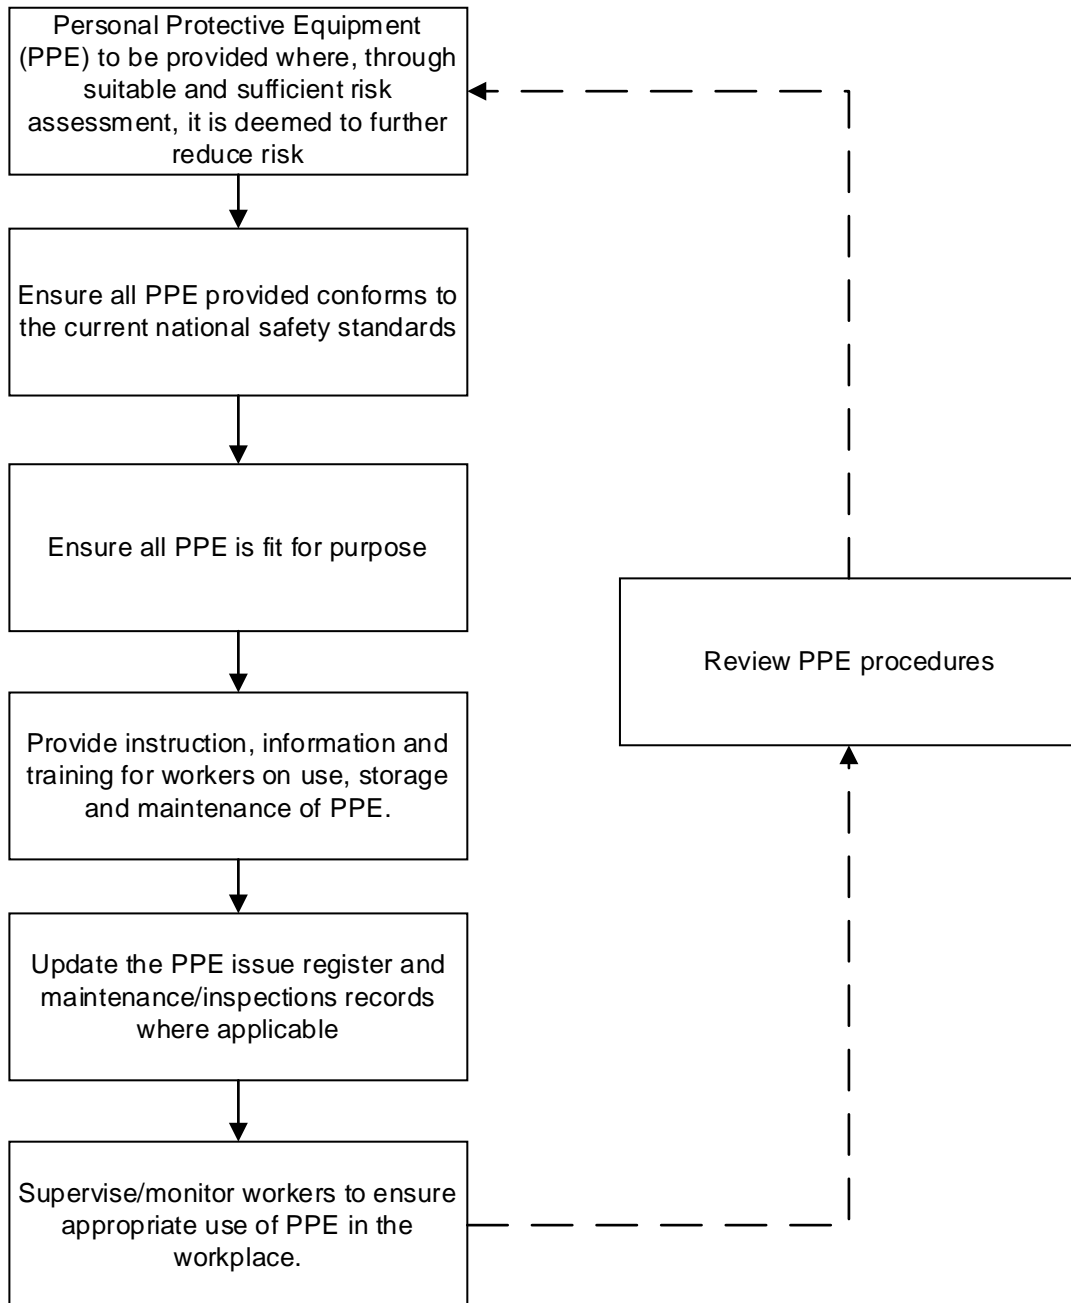 Personal Protective Equipment
(PPE) to be provided where, through
suitable and sufficient risk
assessment, it is deemed to further
reduce risk
Ensure all PPE provided conforms to
the current national safety standards
Ensure all PPE is fit for purpose
Provide instruction, information and
training for workers on use, storage
and maintenance of PPE.
Update the PPE issue register and
maintenance/inspections records
where applicable
Supervise/monitor workers to ensure
appropriate use of PPE in the
workplace.
Review PPE procedures